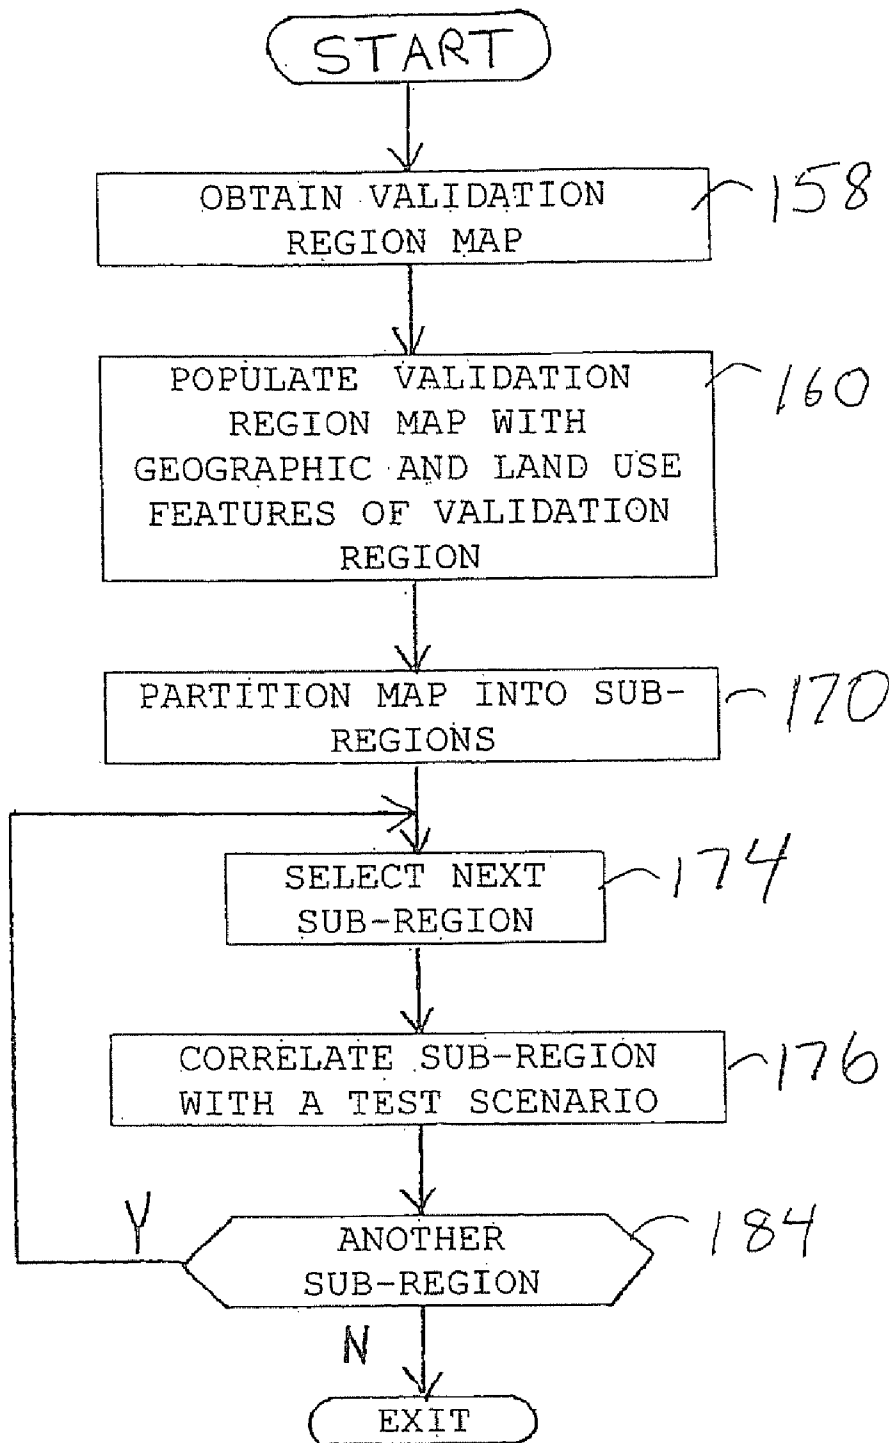 START
OBTAIN VALIDATION
REGION MAP
158
POPULATE VALIDATION
REGION MAP WITH
GEOGRAPHIC AND LAND USE
FEATURES OF VALIDATION
REGION
160
PARTITION MAP INTO SUB-
REGIONS
170
SELECT NEXT
SUB-REGION
174
CORRELATE SUB-REGION
WITH A TEST SCENARIO
176
Y
ANOTHER
SUB-REGION
184
N
EXIT